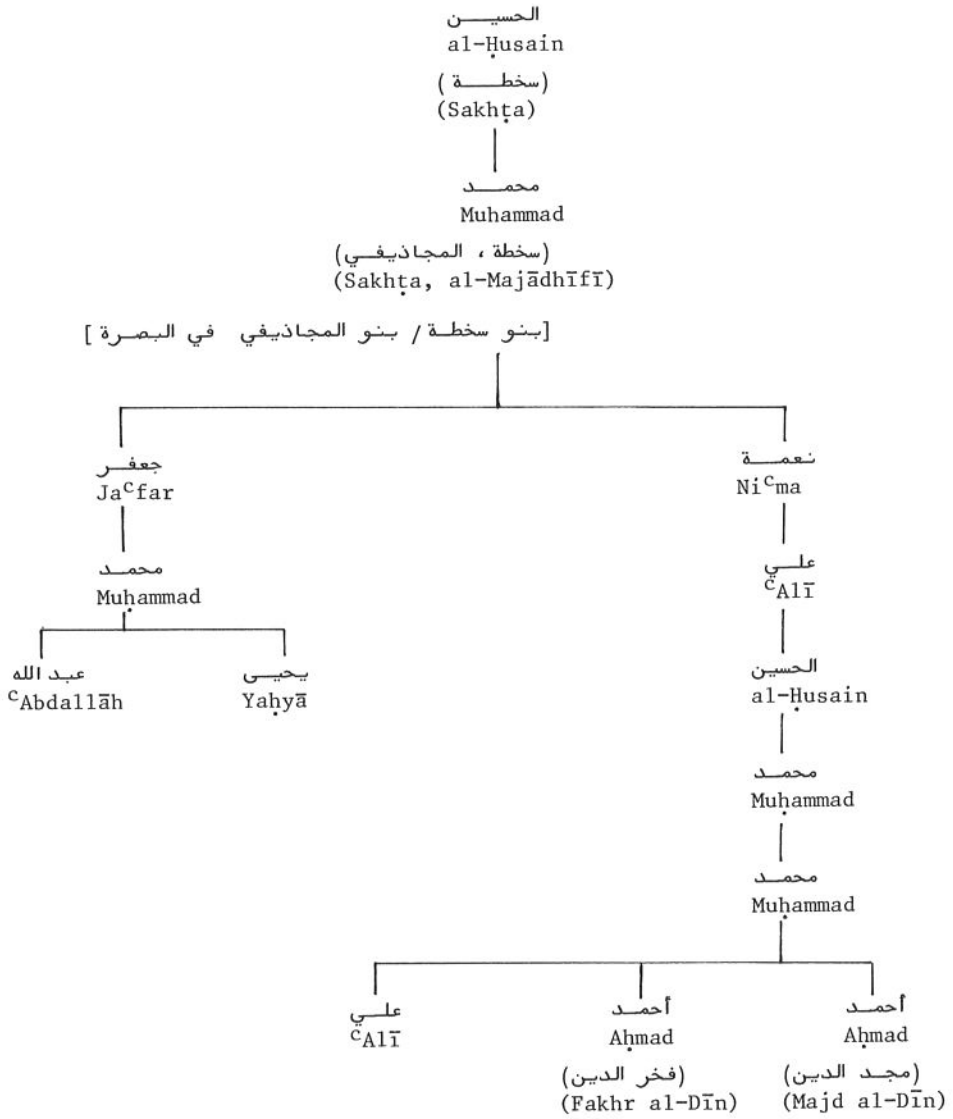 الحسين
al-Ḥusain
(سخطة)
(Sakhṭa)
محمد
Muhammad
(سخطة ، المجاذيفي)
(Sakhṭa, al-Majādhīfī)
[بنو سخطة / بنو المجاذيفي في البصرة]
جعفر
Jaᶜfar
نعمة
Niᶜma
محمد
Muḥammad
علي
ᶜAlī
عبد الله
ᶜAbdallāh
يحيى
Yaḥyā
الحسين
al-Ḥusain
محمد
Muḥammad
محمد
Muḥammad
علي
ᶜAlī
أحمد
Aḥmad
(فخر الدين)
(Fakhr al-Dīn)
أحمد
Aḥmad
(مجد الدين)
(Majd al-Dīn)